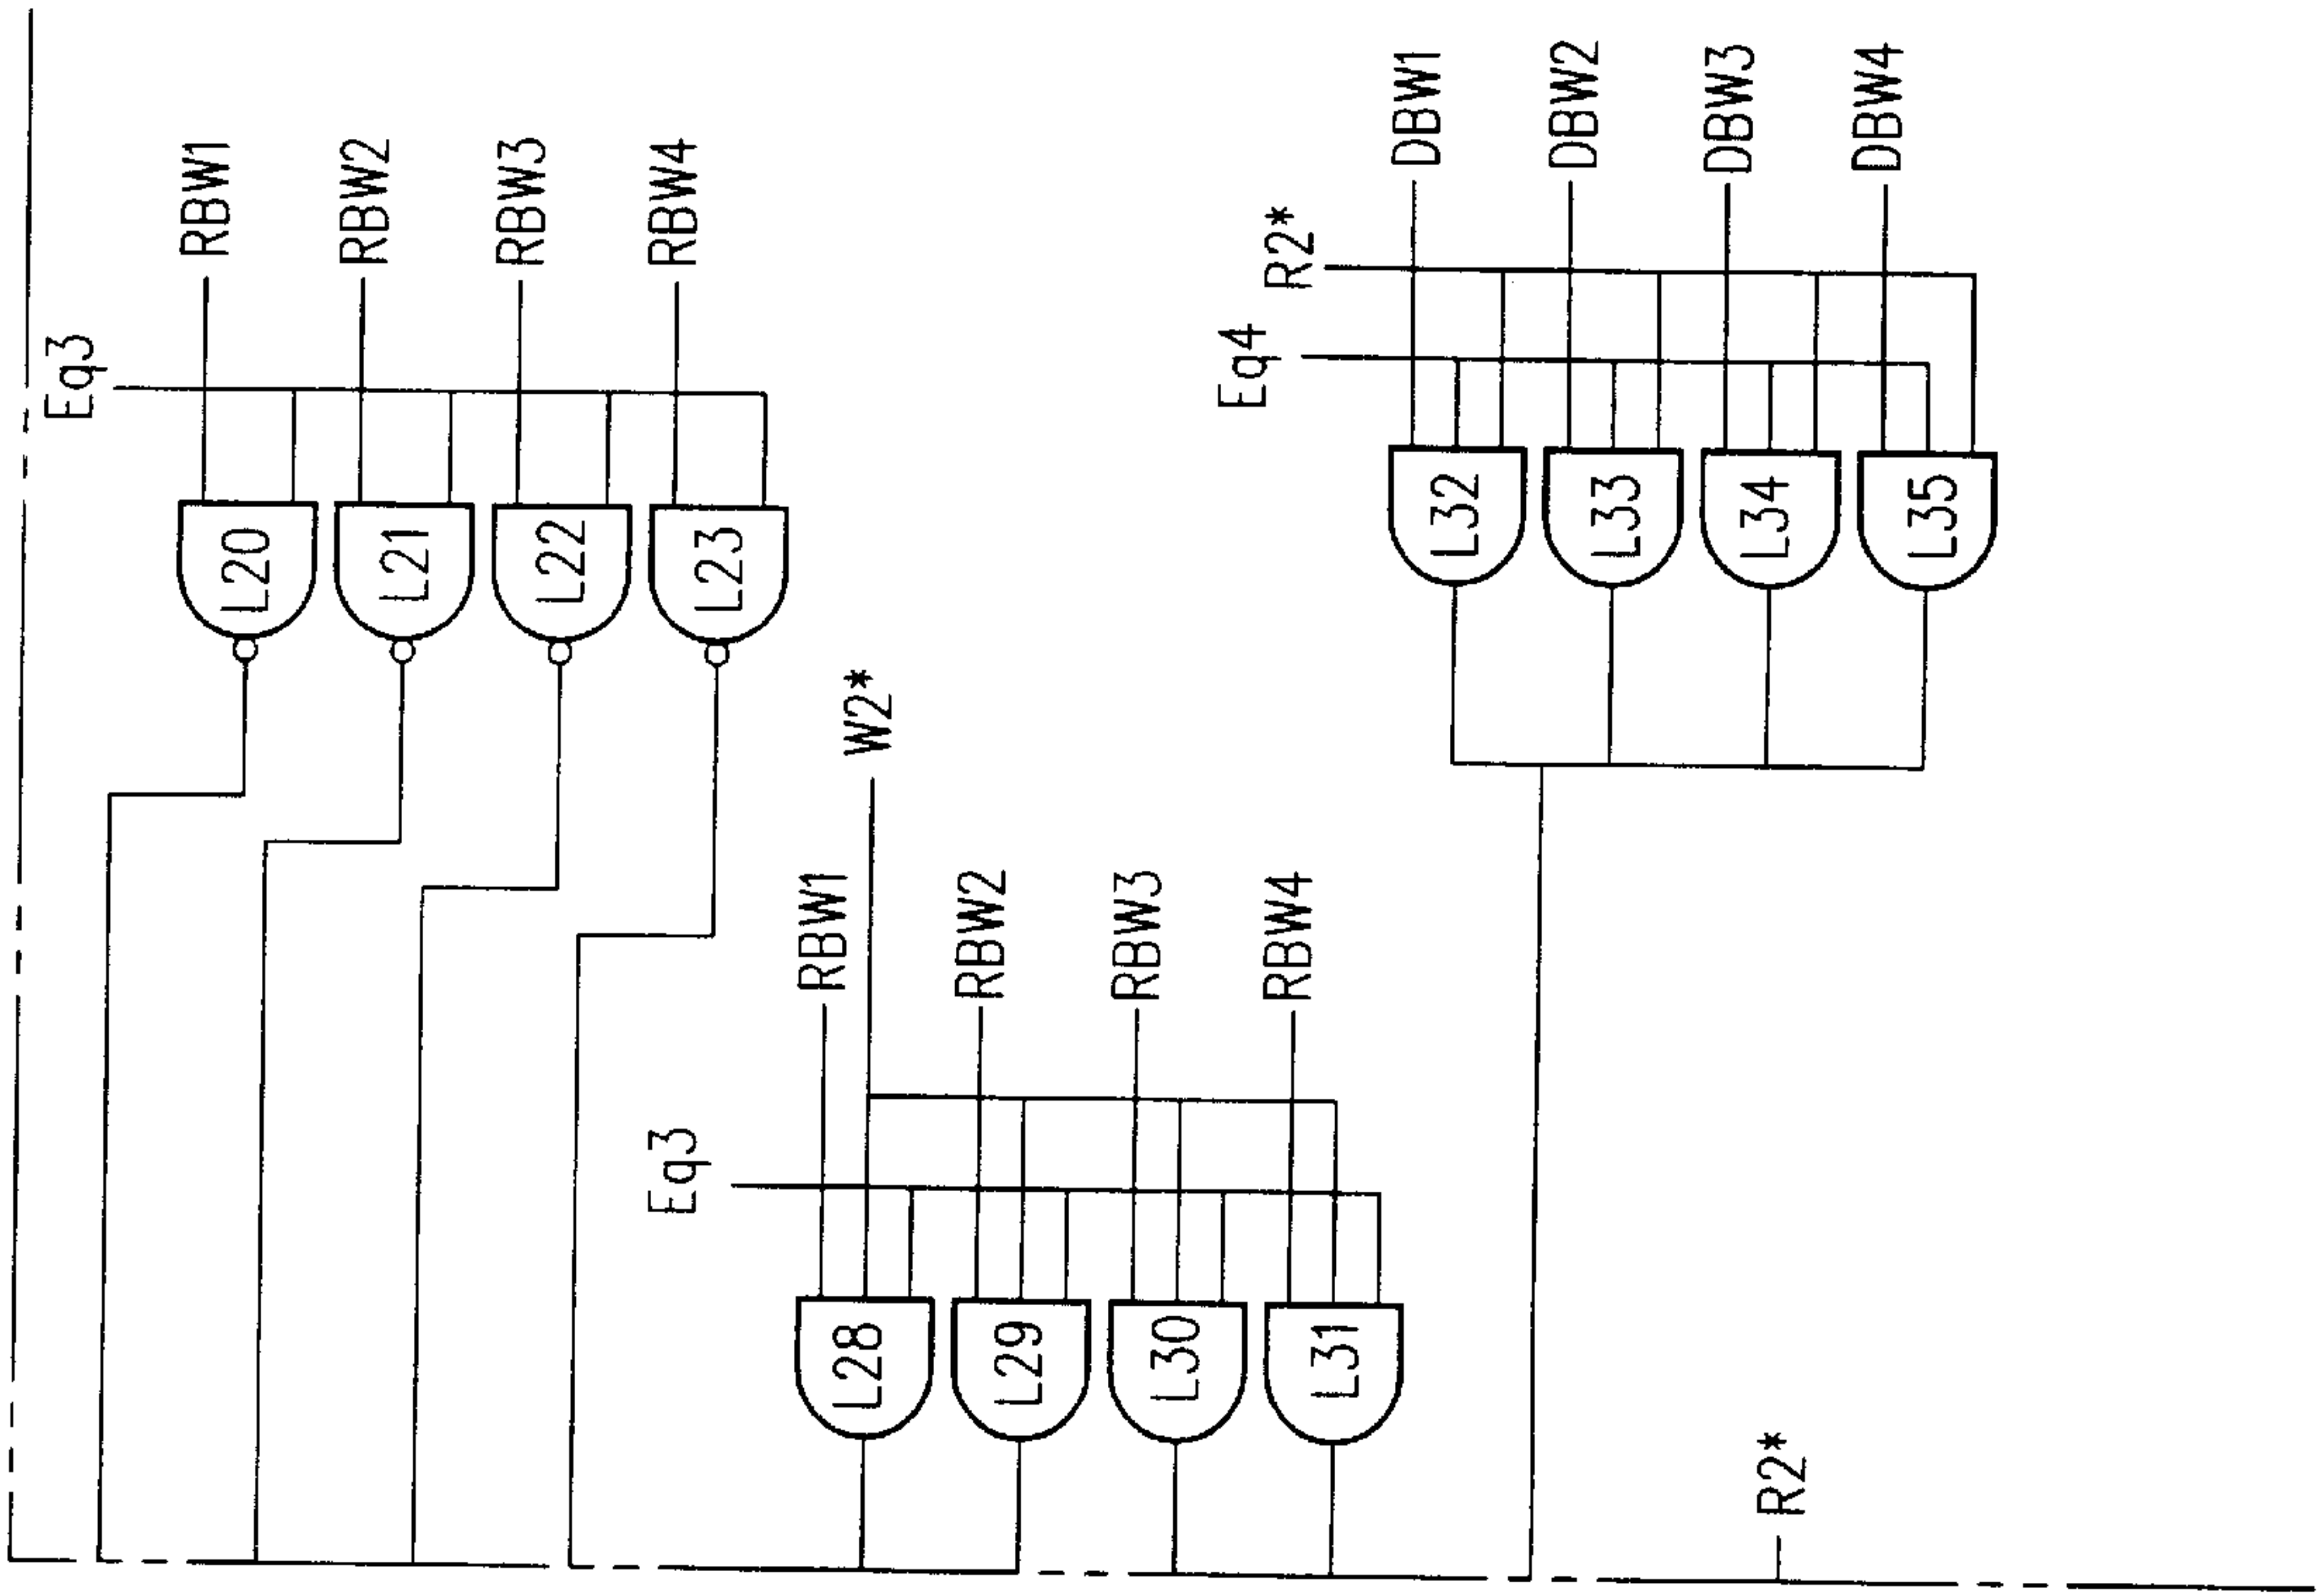 Eq3
RBW1
RBW2
RBW3
RBW4
L20
L21
L22
L23
W2*
Eq3
RBW1
RBW2
RBW3
RBW4
L28
L29
L30
L31
Eq4
R2*
DBW1
DBW2
DBW3
DBW4
L32
L33
L34
L35
R2*